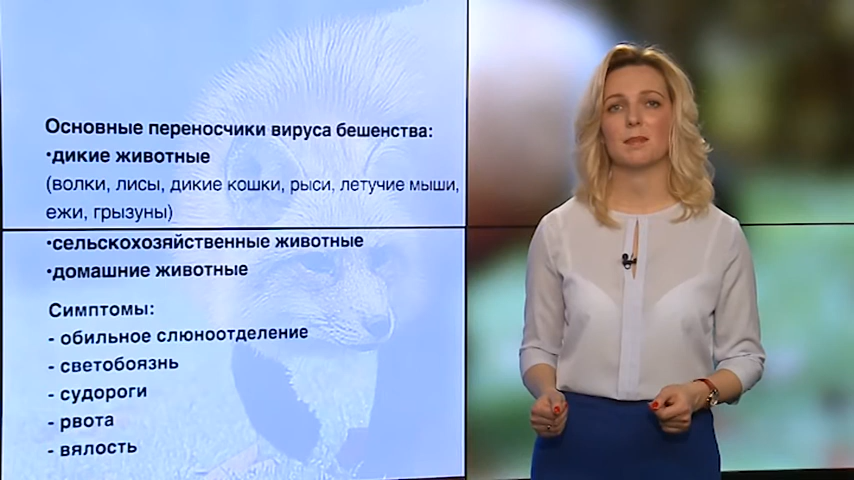 Основные переносчики вируса бешенства:
•дикие животные
(волки, лисы, дикие кошки, рыси, летучие мыши,
ежи, грызуны)
•сельскохозяйственные животные
•домашние животные
Симптомы:
- обильное слюноотделение
- светобоязнь
- судороги
- рвота
- вялость